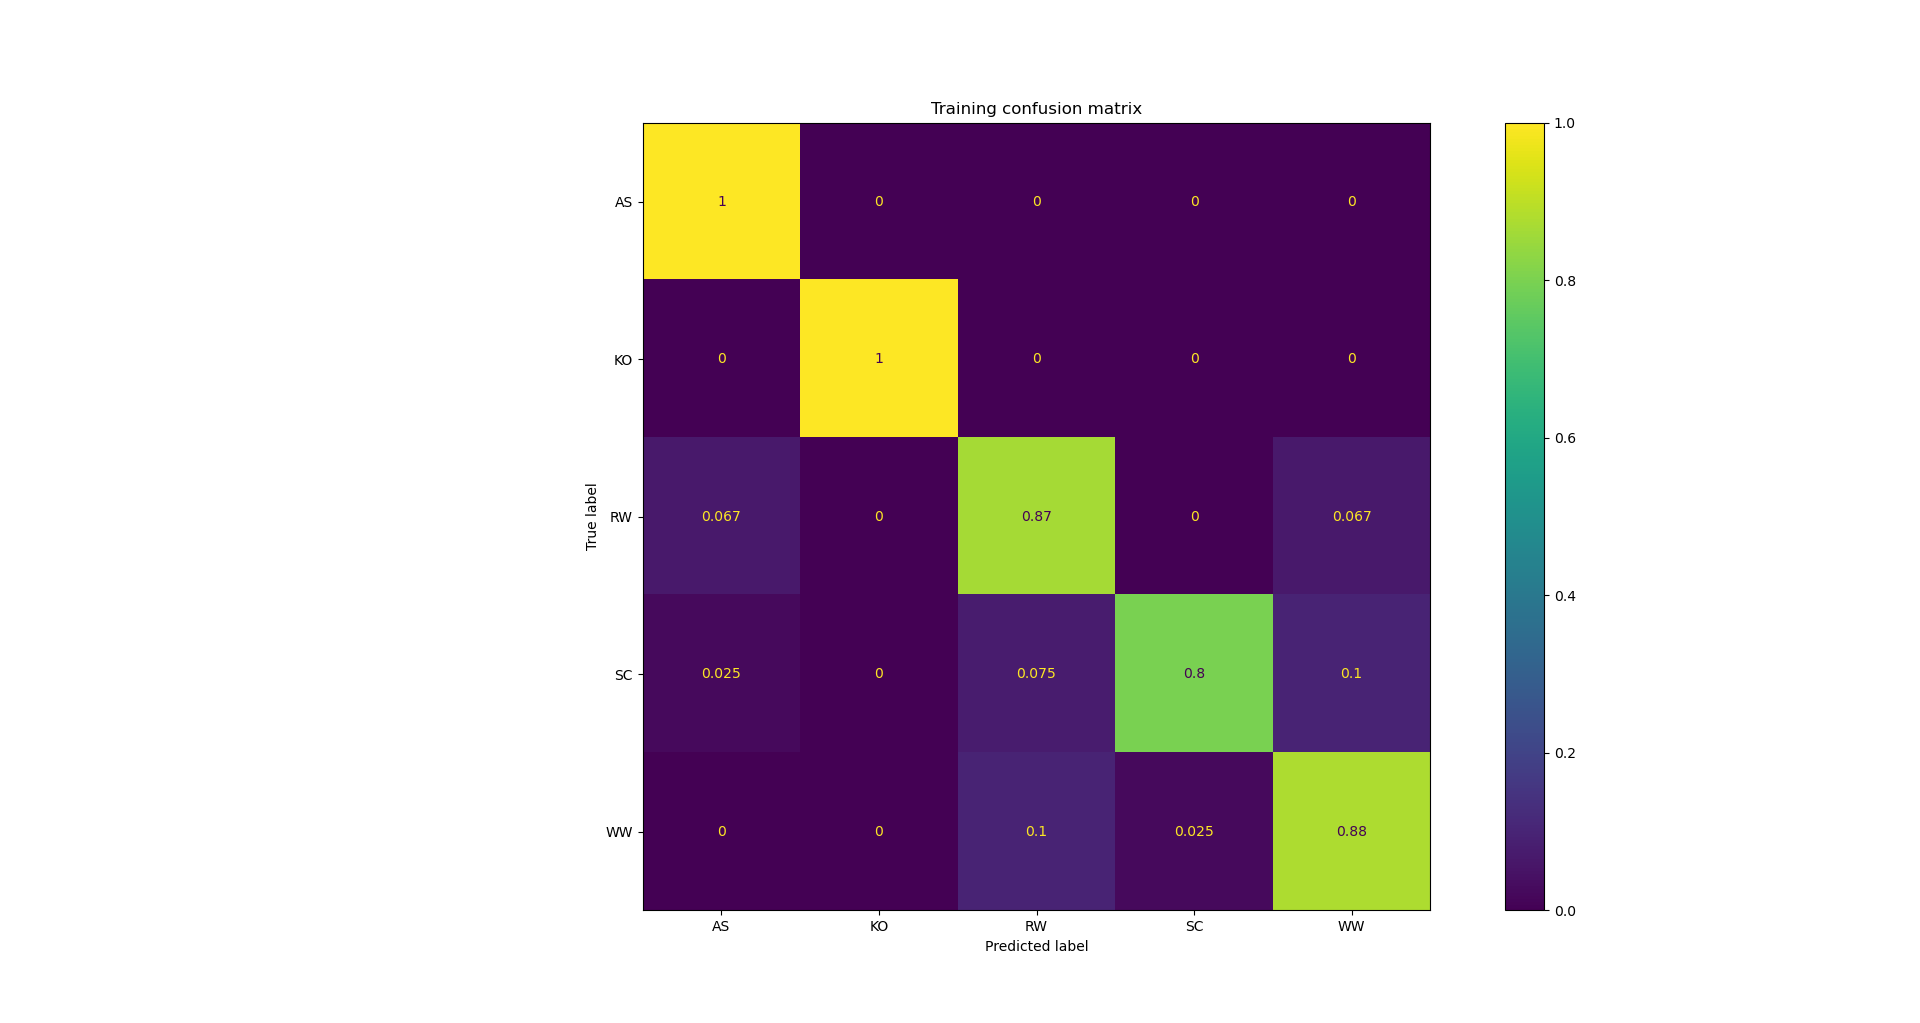 Training confusion matrix
True label
AS 1 0 0 0 0
KO 0 1 0 0 0
RW 0.067 0 0.87 0 0.067
SC 0.025 0 0.075 0.8 0.1
WW 0 0 0.1 0.025 0.88
AS KO RW SC WW
Predicted label
1.0
0.8
0.6
0.4
0.2
0.0